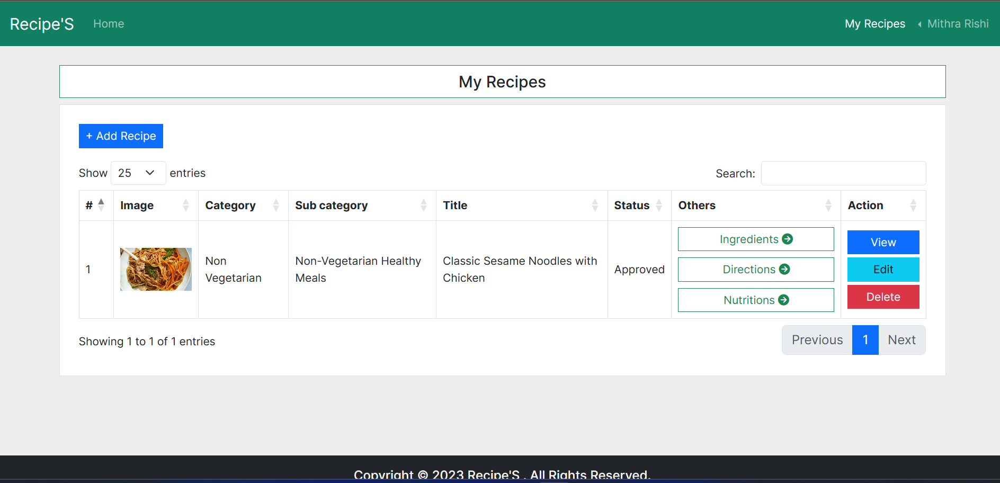 Recipe'S Home My Recipes Mithra Rishi
My Recipes
+ Add Recipe
Show 25 entries Search:
# Image Category Sub category Title Status Others Action
1 Non Vegetarian Non-Vegetarian Healthy Meals Classic Sesame Noodles with Chicken Approved
Ingredients
Directions
Nutritions
View
Edit
Delete
Showing 1 to 1 of 1 entries Previous 1 Next
Copyright © 2023 Recipe'S . All Rights Reserved.